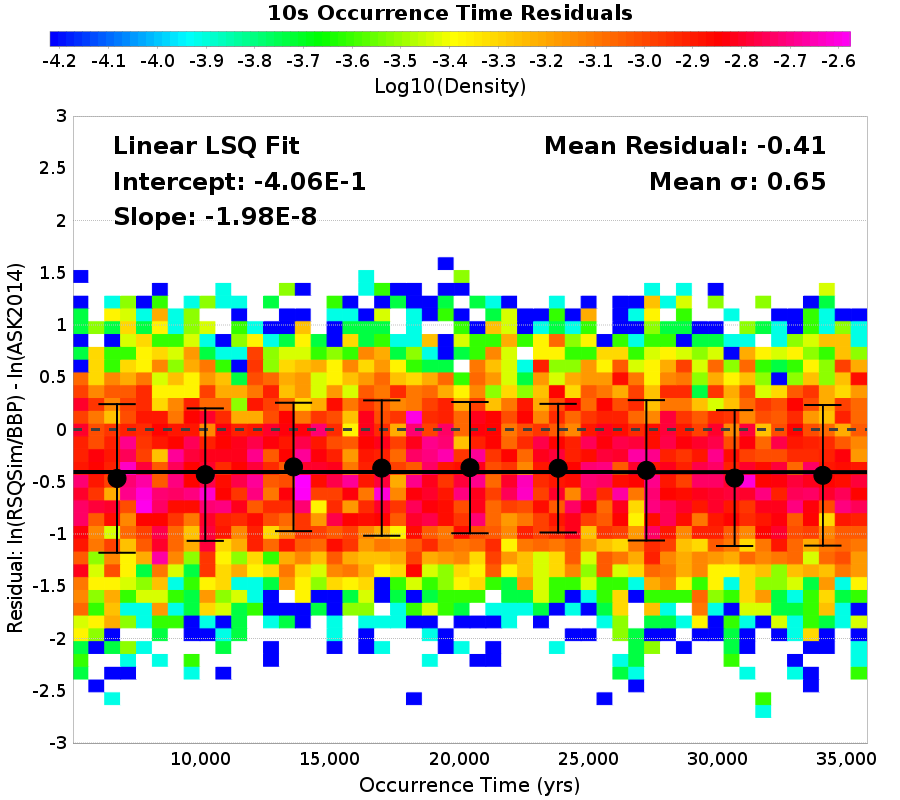 10s Occurrence Time Residuals
-4.2 -4.1 -4.0 -3.9 -3.8 -3.7 -3.6 -3.5 -3.4 -3.3 -3.2 -3.1 -3.0 -2.9 -2.8 -2.7 -2.6
Log10(Density)
Linear LSQ Fit
Intercept: -4.06E-1
Slope: -1.98E-8
Mean Residual: -0.41
Mean σ: 0.65
Residual: ln(RSQSim/BBP) - ln(ASK2014)
3
2.5
2
1.5
1
0.5
0
-0.5
-1
-1.5
-2
-2.5
-3
10,000 15,000 20,000 25,000 30,000 35,000
Occurrence Time (yrs)